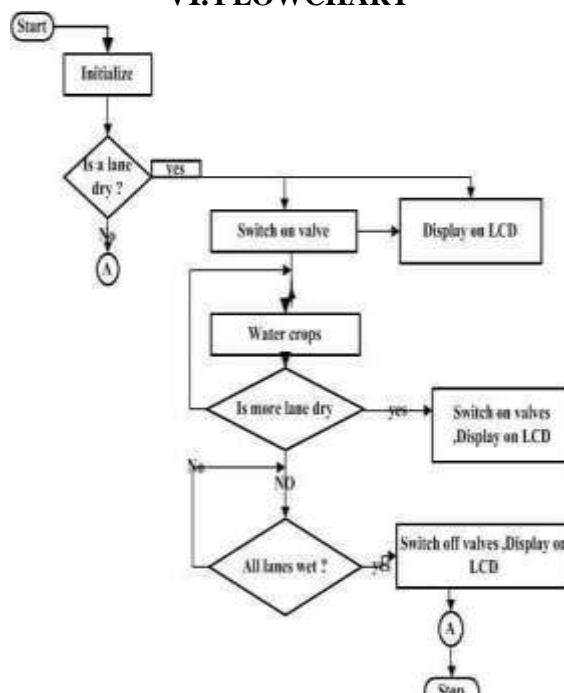 VI. FLOWCHART
Start
Initialize
Is a lane
dry ?
yes
No
A
Switch on valve
Display on LCD
Water crops
Is more lane dry
yes
Switch on valves
,Display on LCD
No
NO
All lanes wet ?
yes
Switch off valves ,Display on
LCD
A
Stop